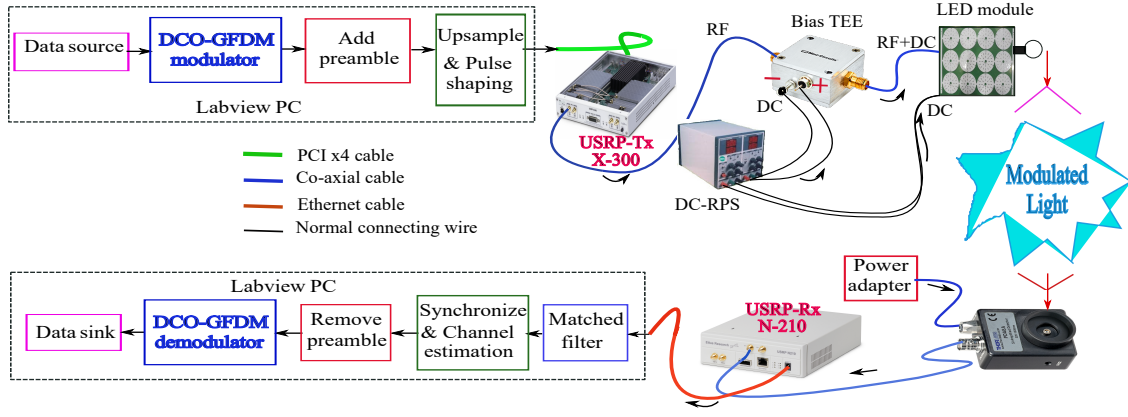 Data source
DCO-GFDM
modulator
Add
preamble
Upsample
& Pulse
shaping
Labview PC
USRP-Tx
X-300
RF
Bias TEE
−
+
DC
DC-RPS
RF+DC
LED module
DC
Modulated
Light
PCI x4 cable
Co-axial cable
Ethernet cable
Normal connecting wire
Labview PC
Data sink
DCO-GFDM
demodulator
Remove
preamble
Synchronize
& Channel
estimation
Matched
filter
USRP-Rx
N-210
Power
adapter